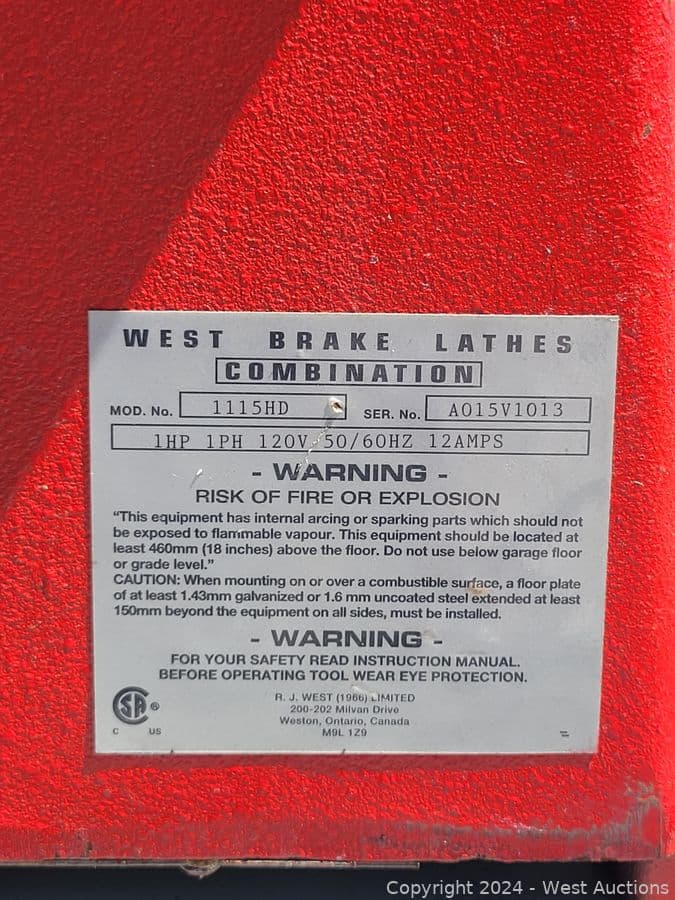 WEST BRAKE LATHES
COMBINATION
MOD. No. 1115HD SER. No. A015V1013
1HP 1PH 120V 50/60HZ 12AMPS
- WARNING -
RISK OF FIRE OR EXPLOSION
“This equipment has internal arcing or sparking parts which should not
be exposed to flammable vapour. This equipment should be located at
least 460mm (18 inches) above the floor. Do not use below garage floor
or grade level.”
CAUTION: When mounting on or over a combustible surface, a floor plate
of at least 1.43mm galvanized or 1.6 mm uncoated steel extended at least
150mm beyond the equipment on all sides, must be installed.
- WARNING -
FOR YOUR SAFETY READ INSTRUCTION MANUAL.
BEFORE OPERATING TOOL WEAR EYE PROTECTION.
R. J. WEST (1966) LIMITED
200-202 Milvan Drive
Weston, Ontario, Canada
M9L 1Z9
SA ®
C US
Copyright 2024 - West Auctions